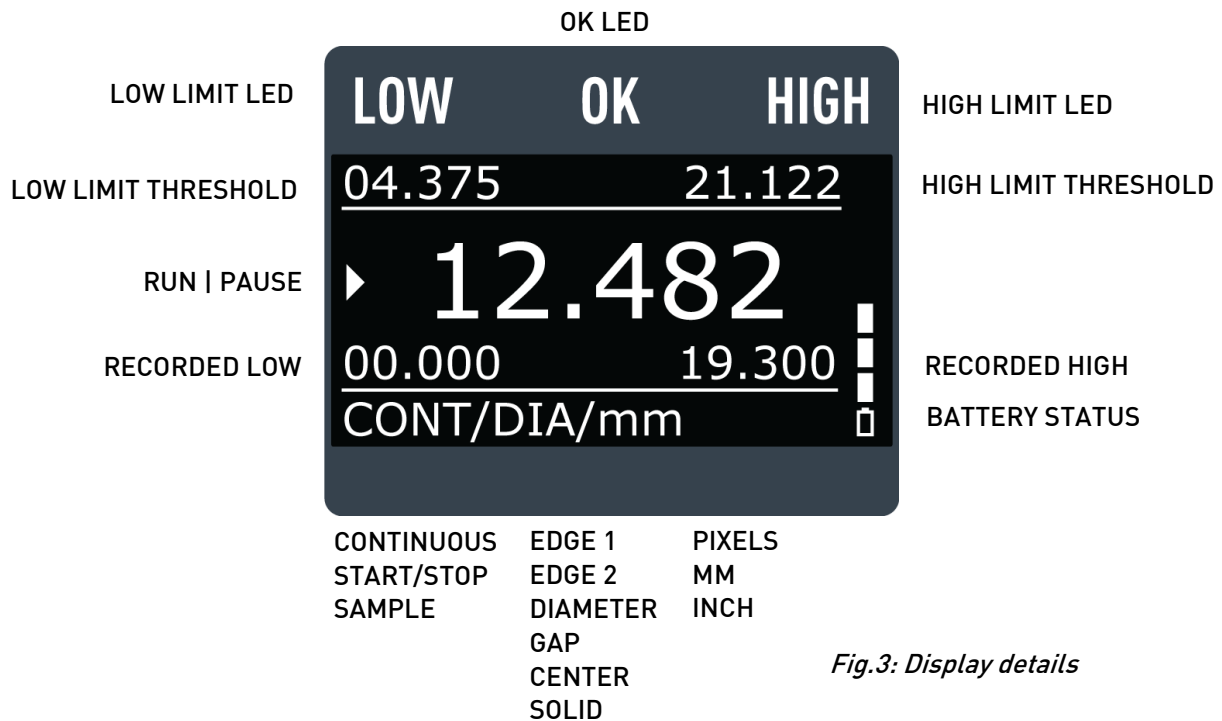 OK LED
LOW LIMIT LED
LOW OK HIGH
HIGH LIMIT LED
LOW LIMIT THRESHOLD
04.375 21.122
HIGH LIMIT THRESHOLD
RUN | PAUSE
12.482
RECORDED LOW
00.000 19.300
RECORDED HIGH
CONT/DIA/mm
BATTERY STATUS
CONTINUOUS EDGE 1 PIXELS
START/STOP EDGE 2 MM
SAMPLE DIAMETER INCH
GAP
CENTER
SOLID
Fig.3: Display details